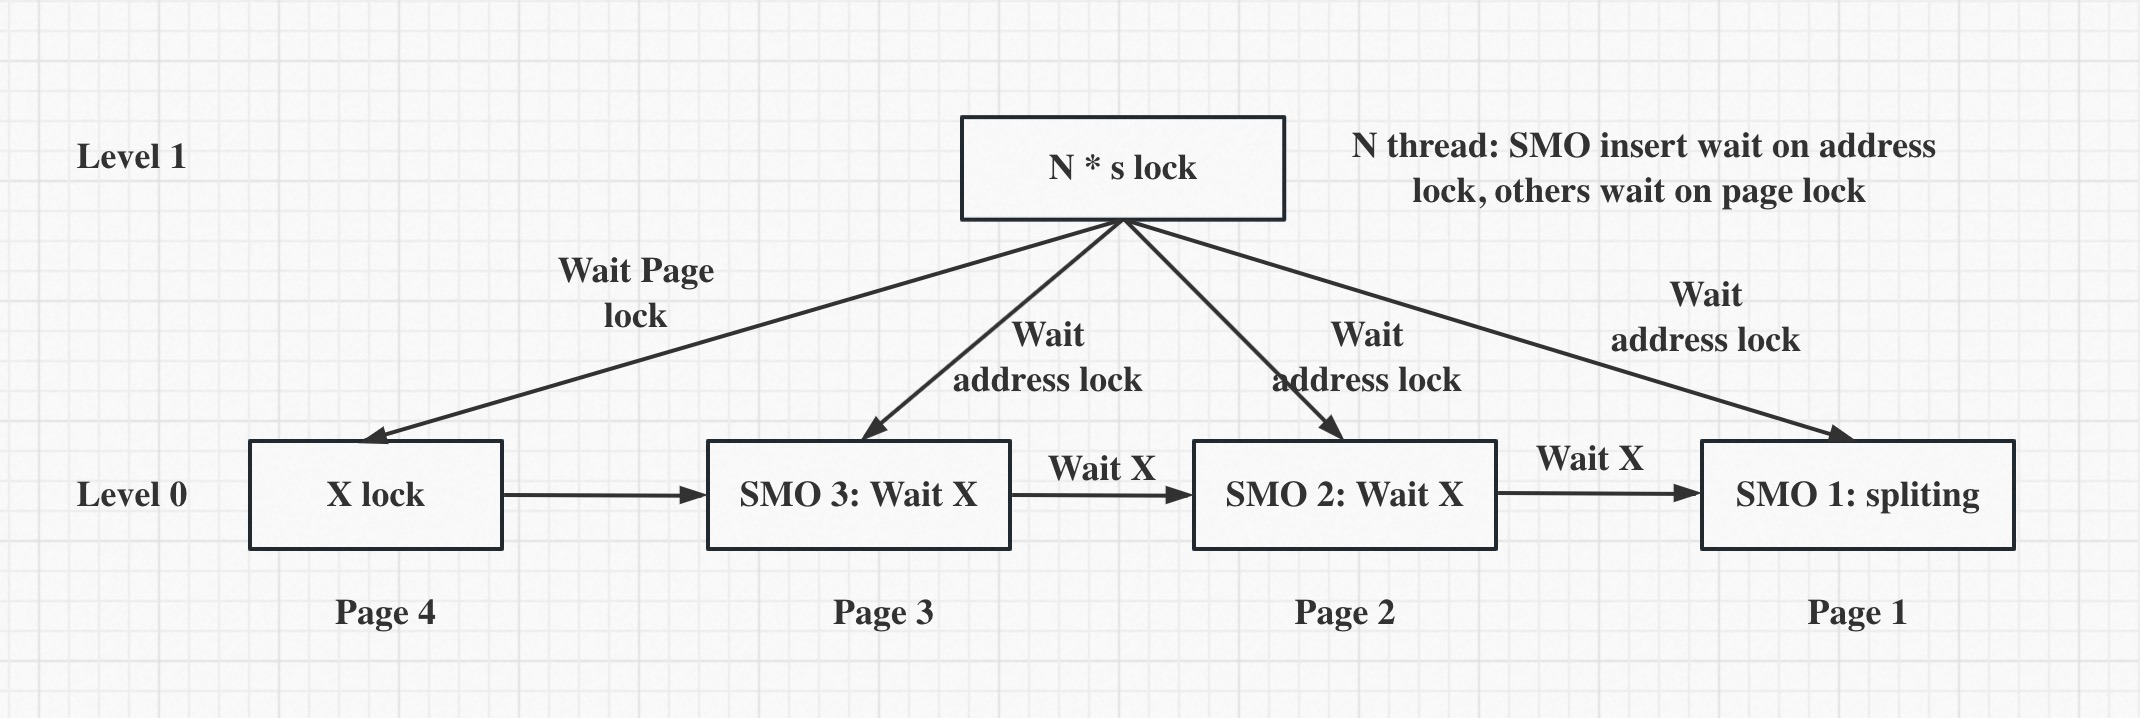 Level 1
N * s lock
N thread: SMO insert wait on address
lock, others wait on page lock
Wait Page
lock
Wait
address lock
Wait
address lock
Wait
address lock
Level 0
X lock
SMO 3: Wait X
Wait X
SMO 2: Wait X
Wait X
SMO 1: spliting
Page 4
Page 3
Page 2
Page 1